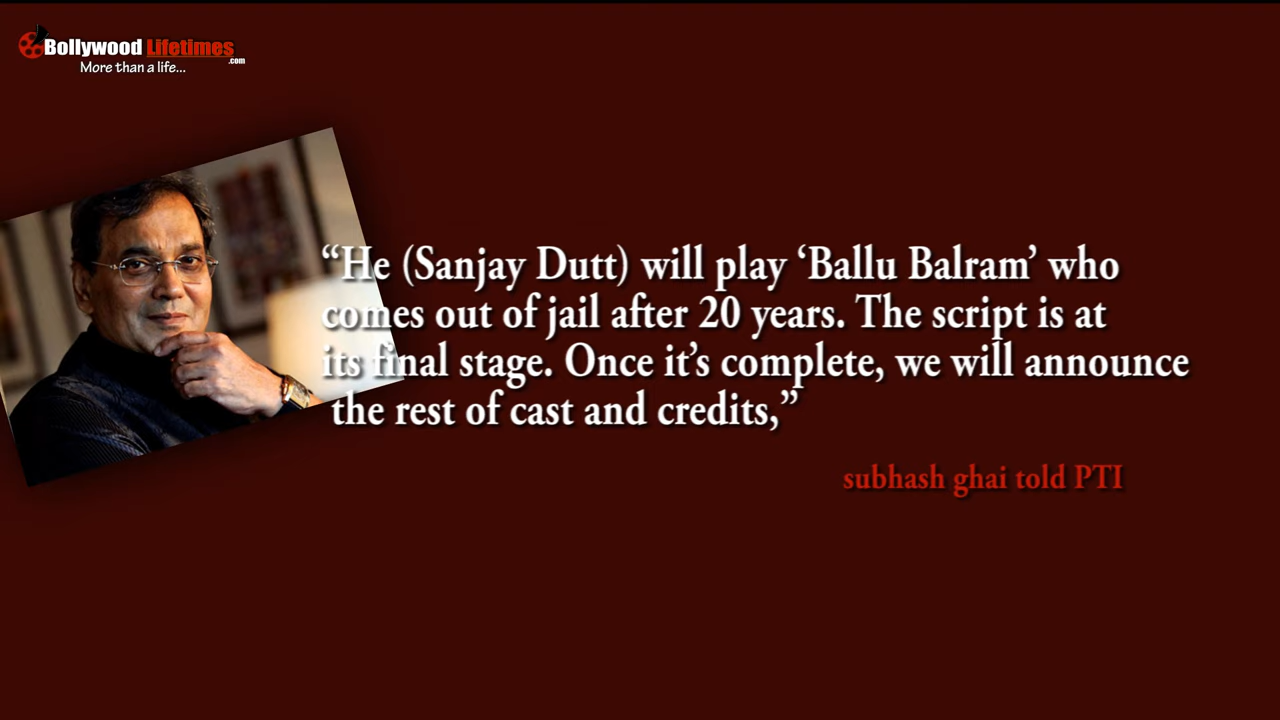 Bollywood Lifetimes
.com
More than a life...
“He (Sanjay Dutt) will play ‘Ballu Balram’ who
comes out of jail after 20 years. The script is at
its final stage. Once it’s complete, we will announce
the rest of cast and credits,”
subhash ghai told PTI